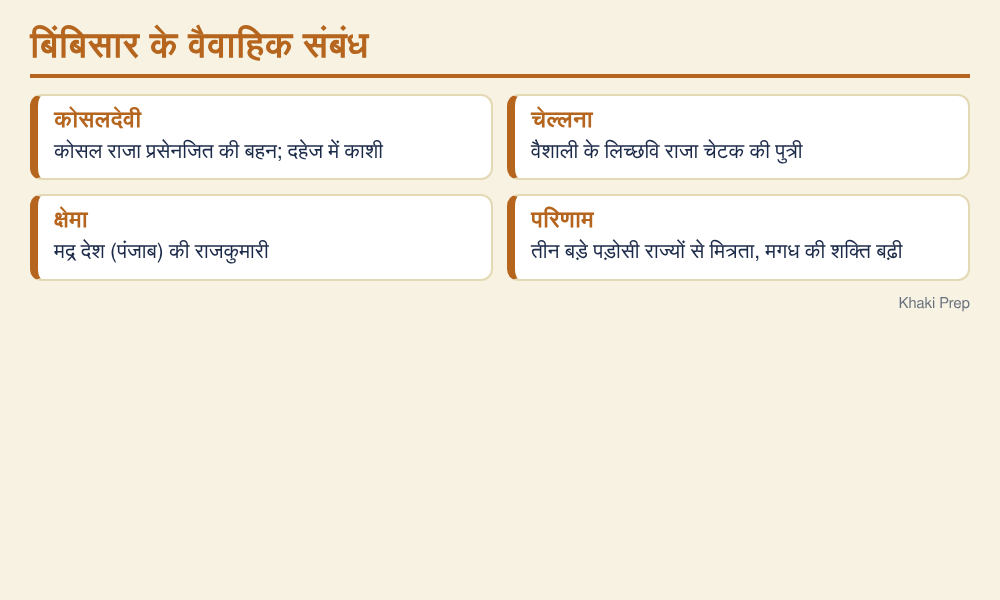 बिंबिसार के वैवाहिक संबंध
कोसलदेवी
कोसल राजा प्रसेनजित की बहन; दहेज में काशी
चेल्लना
वैशाली के लिच्छवि राजा चेटक की पुत्री
क्षेमा
मद्र देश (पंजाब) की राजकुमारी
परिणाम
तीन बड़े पड़ोसी राज्यों से मित्रता, मगध की शक्ति बढ़ी
Khaki Prep